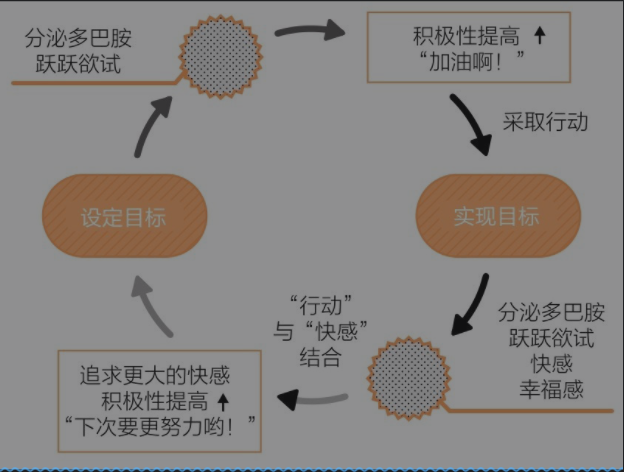 分泌多巴胺
跃跃欲试
积极性提高 ↑
“加油啊！”
采取行动
设定目标
实现目标
“行动”
与“快感”
结合
分泌多巴胺
跃跃欲试
快感
幸福感
追求更大的快感
积极性提高 ↑
“下次要更努力哟！”